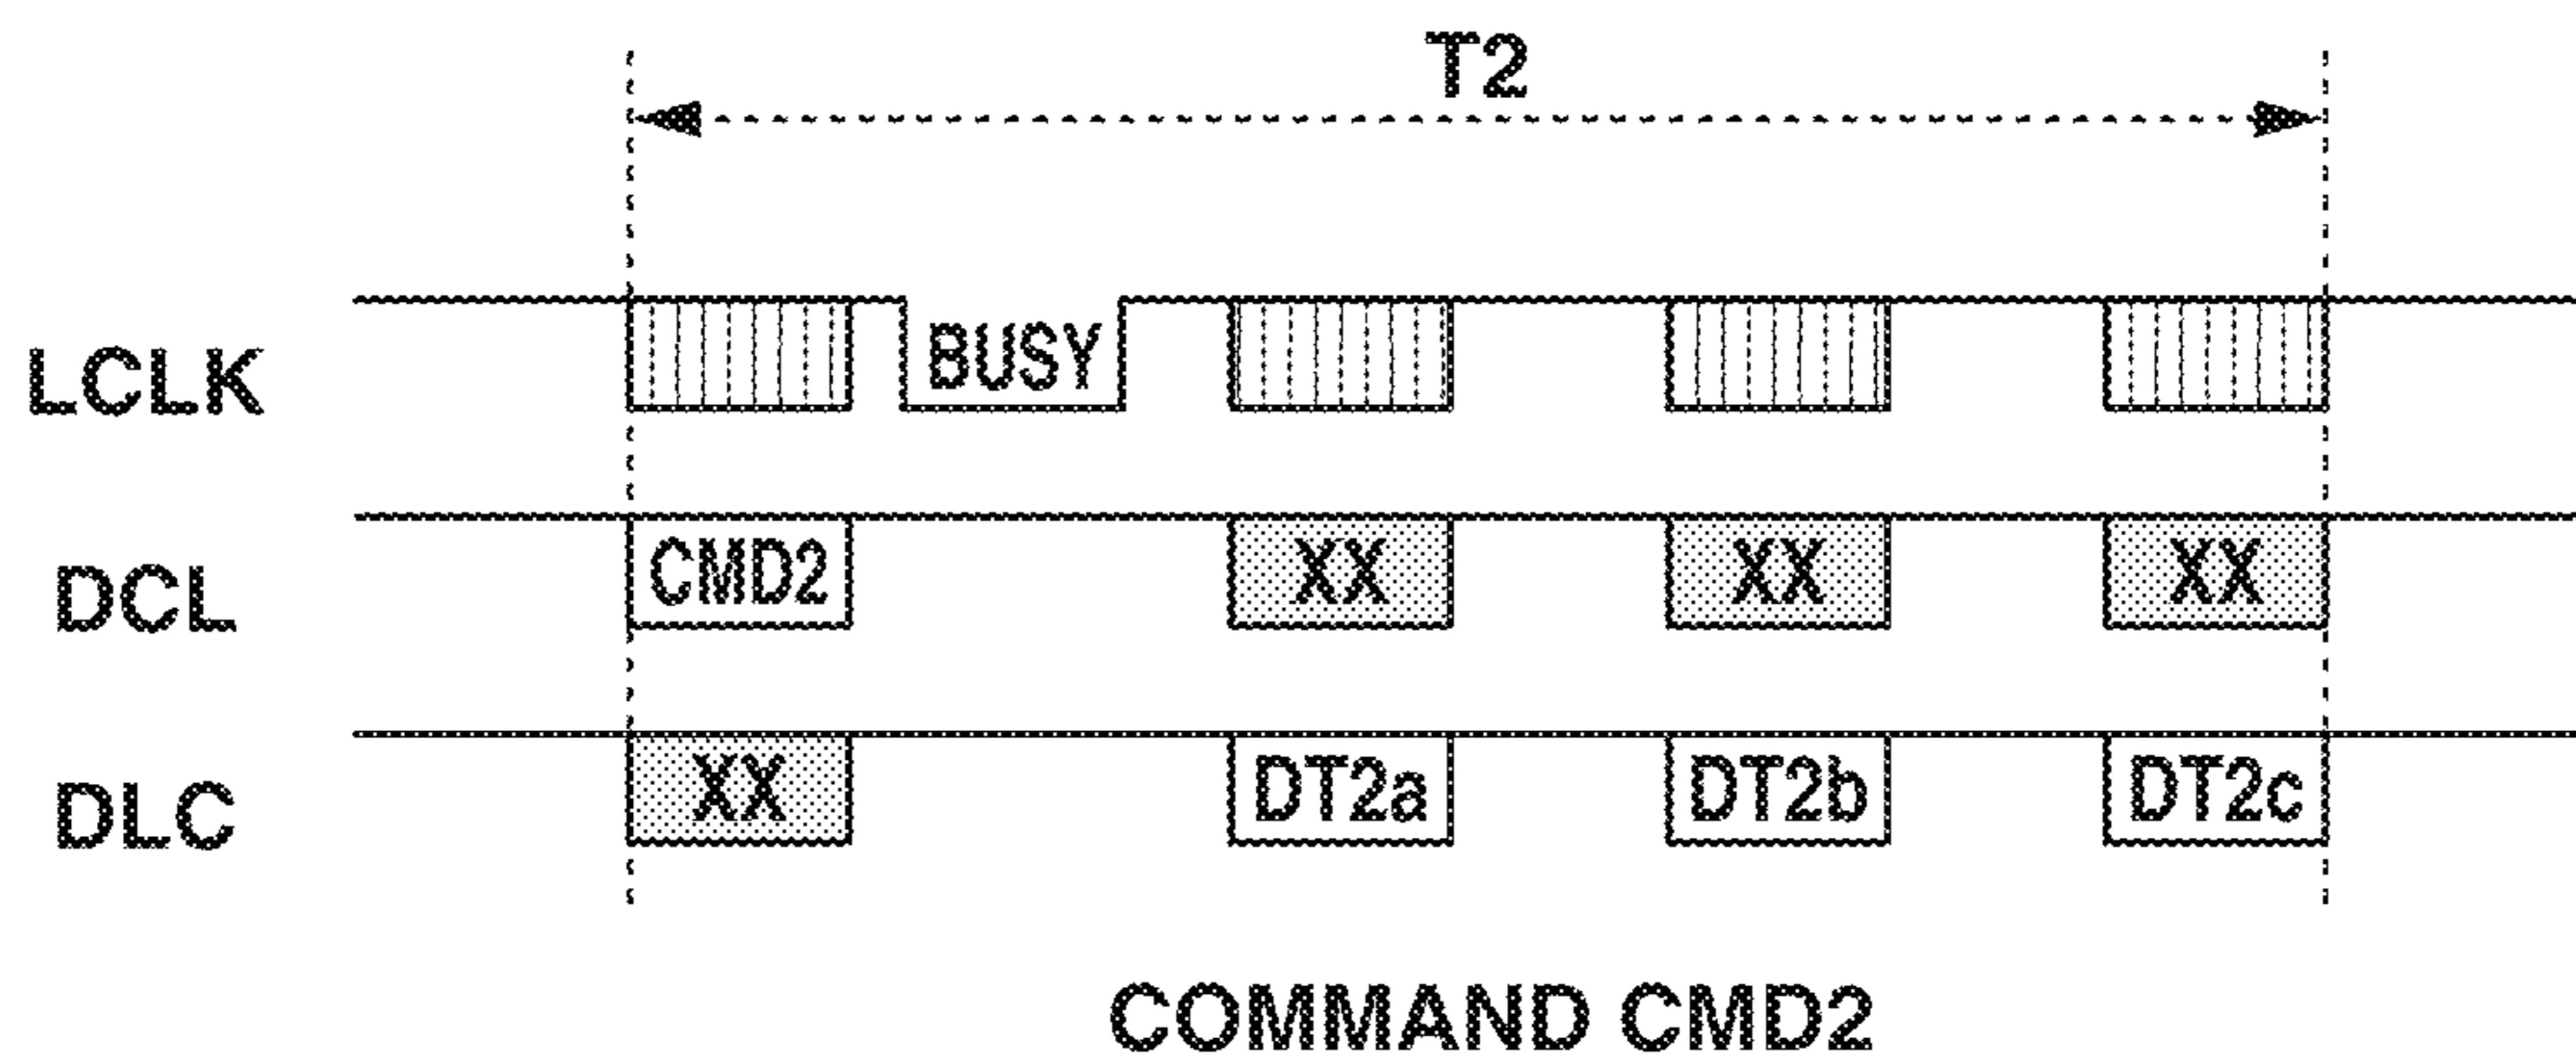 T2
LCLK BUSY
DCL CMD2 XX XX XX
DLC XX DT2a DT2b DT2c
COMMAND CMD2